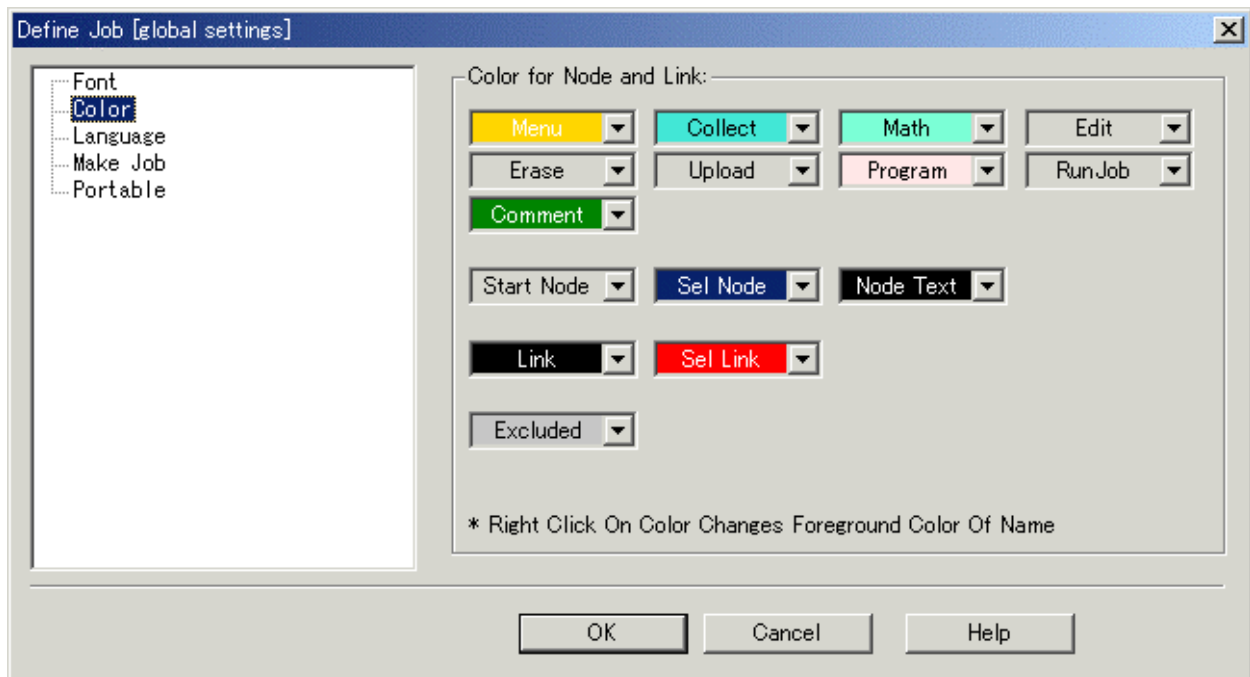 Define Job [global settings]
Font
Color
Language
Make Job
Portable
Color for Node and Link:
Menu Collect Math Edit
Erase Upload Program RunJob
Comment
Start Node Sel Node Node Text
Link Sel Link
Excluded
* Right Click On Color Changes Foreground Color Of Name
OK Cancel Help